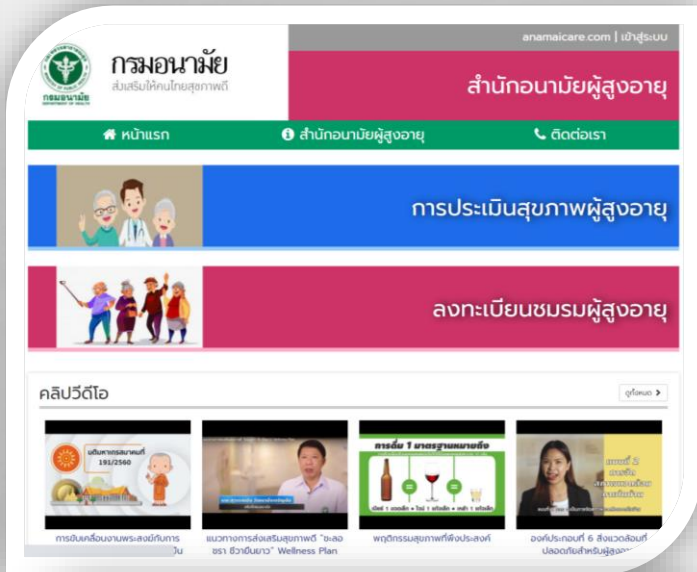 anamaicare.com | เข้าสู่ระบบ
กรมอนามัย
ส่งเสริมให้คนไทยสุขภาพดี
กรมอนามัย
DEPARTMENT OF HEALTH
สำนักอนามัยผู้สูงอายุ
หน้าแรก
สำนักอนามัยผู้สูงอายุ
ติดต่อเรา
การประเมินสุขภาพผู้สูงอายุ
ลงทะเบียนชมรมผู้สูงอายุ
คลิปวีดีโอ
ดูทั้งหมด
มติมหาเถรสมาคมที่
191/2560
การดื่ม 1 มาตรฐานหมายถึง
ตอนที่ 2
การขับเคลื่อนงานพระสงฆ์กับการ
แนวทางการส่งเสริมสุขภาพดี "ชะลอ
ชรา ชีวายืนยาว" Wellness Plan
พฤติกรรมสุขภาพที่พึงประสงค์
องค์ประกอบที่ 6 สิ่งแวดล้อมที่
ปลอดภัยสำหรับผู้สูงอายุ